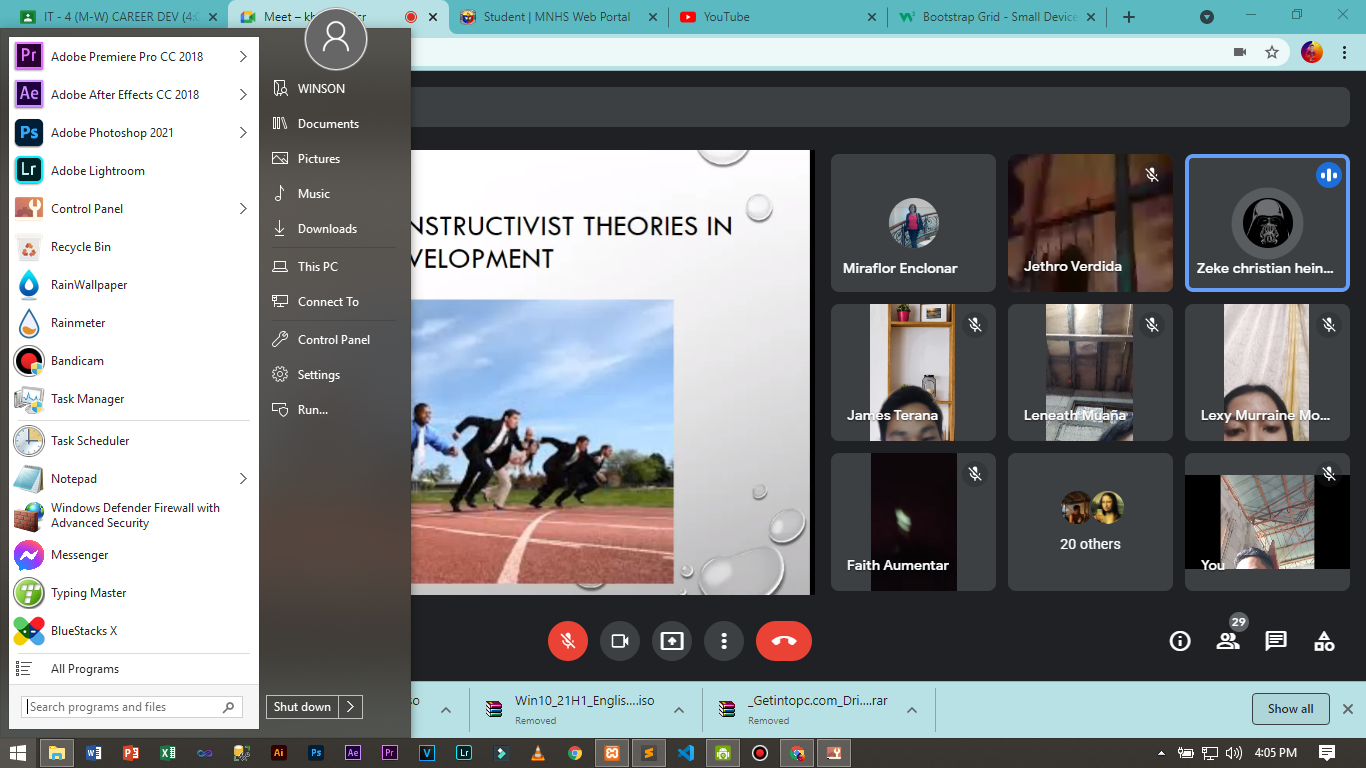 IT - 4 (M-W) CAREER DEV (4:0
Meet –
Student | MNHS Web Portal
YouTube
Bootstrap Grid - Small Device
Adobe Premiere Pro CC 2018
Adobe After Effects CC 2018
Adobe Photoshop 2021
Adobe Lightroom
Control Panel
Recycle Bin
RainWallpaper
Rainmeter
Bandicam
Task Manager
Task Scheduler
Notepad
Windows Defender Firewall with
Advanced Security
Messenger
Typing Master
BlueStacks X
All Programs
Search programs and files
WINSON
Documents
Pictures
Music
Downloads
This PC
Connect To
Control Panel
Settings
Run...
Shut down
NSTRUCTIVIST THEORIES IN
VELOPMENT
Miraflor Enclonar
Jethro Verdida
Zeke christian hein...
James Terana
Leneath Muaña
Lexy Murraine Mo...
Faith Aumentar
20 others
You
29
so
Win10_21H1_Englis....iso
Removed
_Getintopc.com_Dri....rar
Removed
Show all
4:05 PM